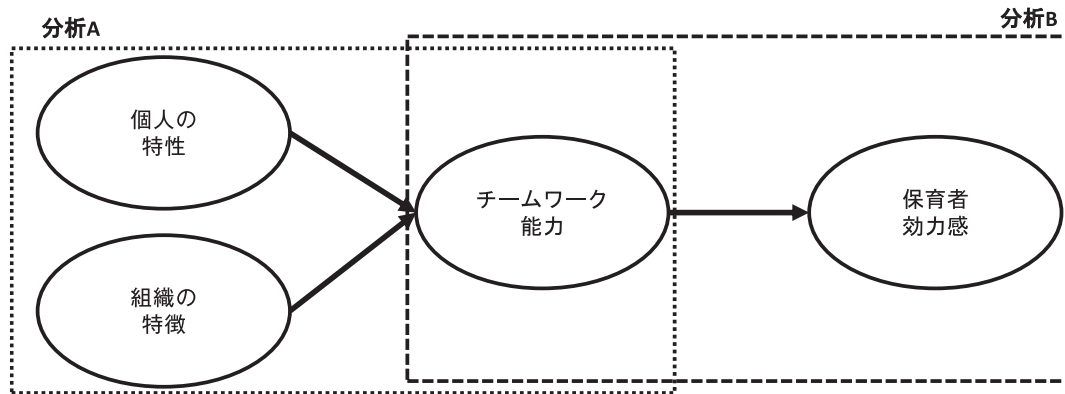 分析A
分析B
個人の
特性
組織の
特徴
チームワーク
能力
保育者
効力感